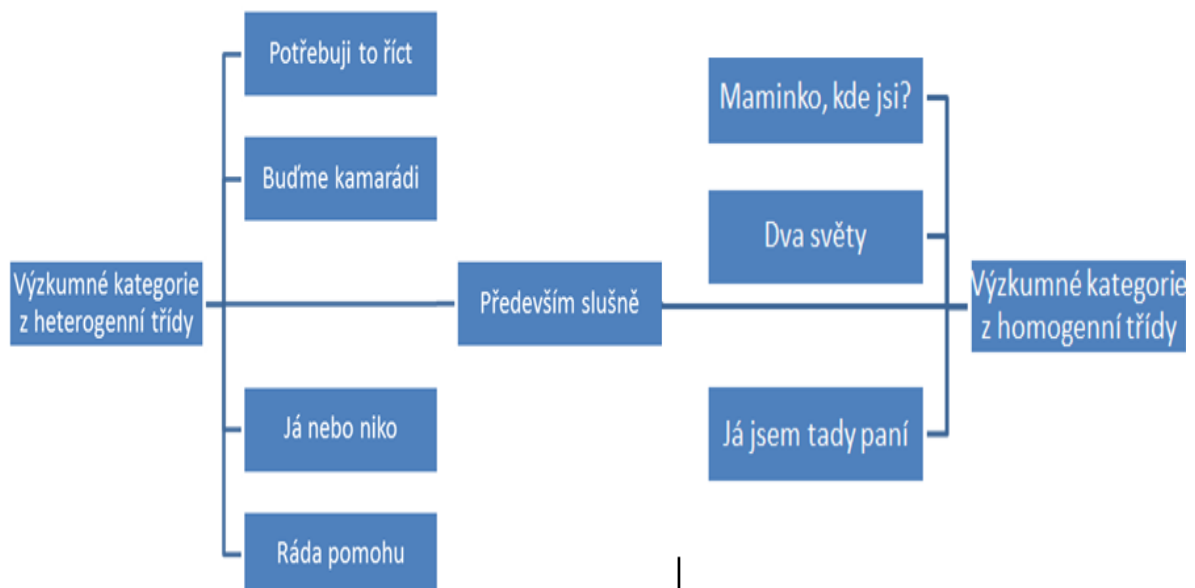 Potřebuji to říct
Buďme kamarádi
Výzkumné kategorie
z heterogenní třídy
Já nebo niko
Ráda pomohu
Především slušně
Maminko, kde jsi?
Dva světy
Já jsem tady paní
Výzkumné kategorie
z homogenní třídy